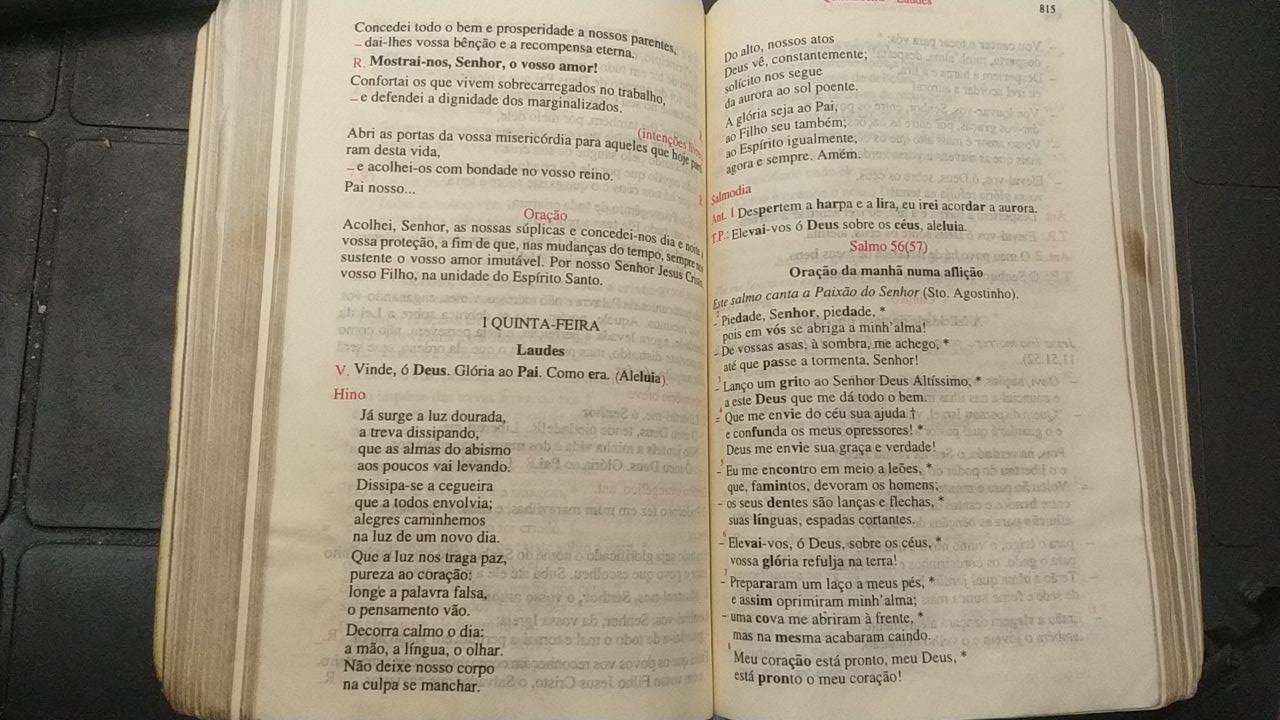 Concedei todo o bem e prosperidade a nossos parentes,
– dai-lhes vossa bênção e a recompensa eterna.
R. Mostrai-nos, Senhor, o vosso amor!
Confortai os que vivem sobrecarregados no trabalho,
– e defendei a dignidade dos marginalizados.
(intenções
Abri as portas da vossa misericórdia para aqueles que hoje
ram desta vida,
– e acolhei-os com bondade no vosso reino.
Pai nosso...
Oração
Acolhei, Senhor, as nossas súplicas e concedei-nos dia e noite
vossa proteção, a fim de que, nas mudanças do tempo, sempre nos
sustente o vosso amor imutável. Por nosso Senhor Jesus Cristo,
vosso Filho, na unidade do Espírito Santo.
I QUINTA-FEIRA
Laudes
V. Vinde, ó Deus. Glória ao Pai. Como era. (Aleluia).
Hino
Já surge a luz dourada,
a treva dissipando,
que as almas do abismo
aos poucos vai levando.
Dissipa-se a cegueira
que a todos envolvia;
alegres caminhemos
na luz de um novo dia.
Que a luz nos traga paz,
pureza ao coração:
longe a palavra falsa,
o pensamento vão.
Decorra calmo o dia:
a mão, a língua, o olhar.
Não deixe nosso corpo
na culpa se manchar.
Laudes
815
Do alto, nossos atos
Deus vê, constantemente;
solícito nos segue
da aurora ao sol poente.
A glória seja ao Pai,
ao Filho seu também;
ao Espírito igualmente,
agora e sempre. Amém.
Salmodia
Ant. 1 Despertem a harpa e a lira, eu irei acordar a aurora.
T.P.: Elevai-vos ó Deus sobre os céus, aleluia.
Salmo 56(57)
Oração da manhã numa aflição
Este salmo canta a Paixão do Senhor (Sto. Agostinho).
2
– Piedade, Senhor, piedade, *
pois em vós se abriga a minh'alma!
– De vossas asas, à sombra, me achego, *
até que passe a tormenta, Senhor!
3
– Lanço um grito ao Senhor Deus Altíssimo, *
a este Deus que me dá todo o bem.
4
= Que me envie do céu sua ajuda †
e confunda os meus opressores! *
Deus me envie sua graça e verdade!
5
– Eu me encontro em meio a leões, *
que, famintos, devoram os homens;
– os seus dentes são lanças e flechas, *
suas línguas, espadas cortantes.
6
– Elevai-vos, ó Deus, sobre os céus, *
vossa glória refulja na terra!
7
– Prepararam um laço a meus pés, *
e assim oprimiram minh'alma;
– uma cova me abriram à frente, *
mas na mesma acabaram caindo.
8
Meu coração está pronto, meu Deus, *
está pronto o meu coração!